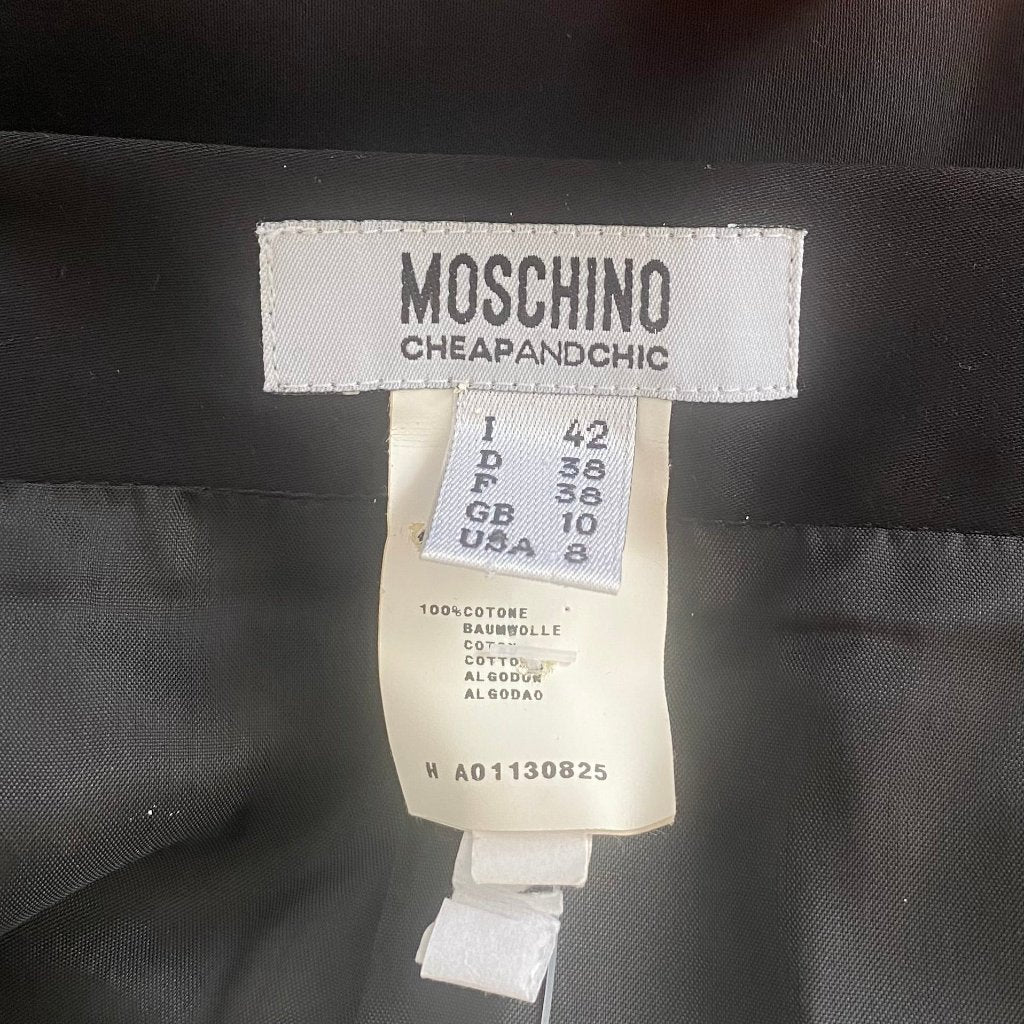 MOSCHINO
CHEAPANDCHIC
I 42
D 38
F 38
GB 10
USA 8
100%COTONE
BAUMWOLLE
ALGODON
ALGODAO
H A01130825